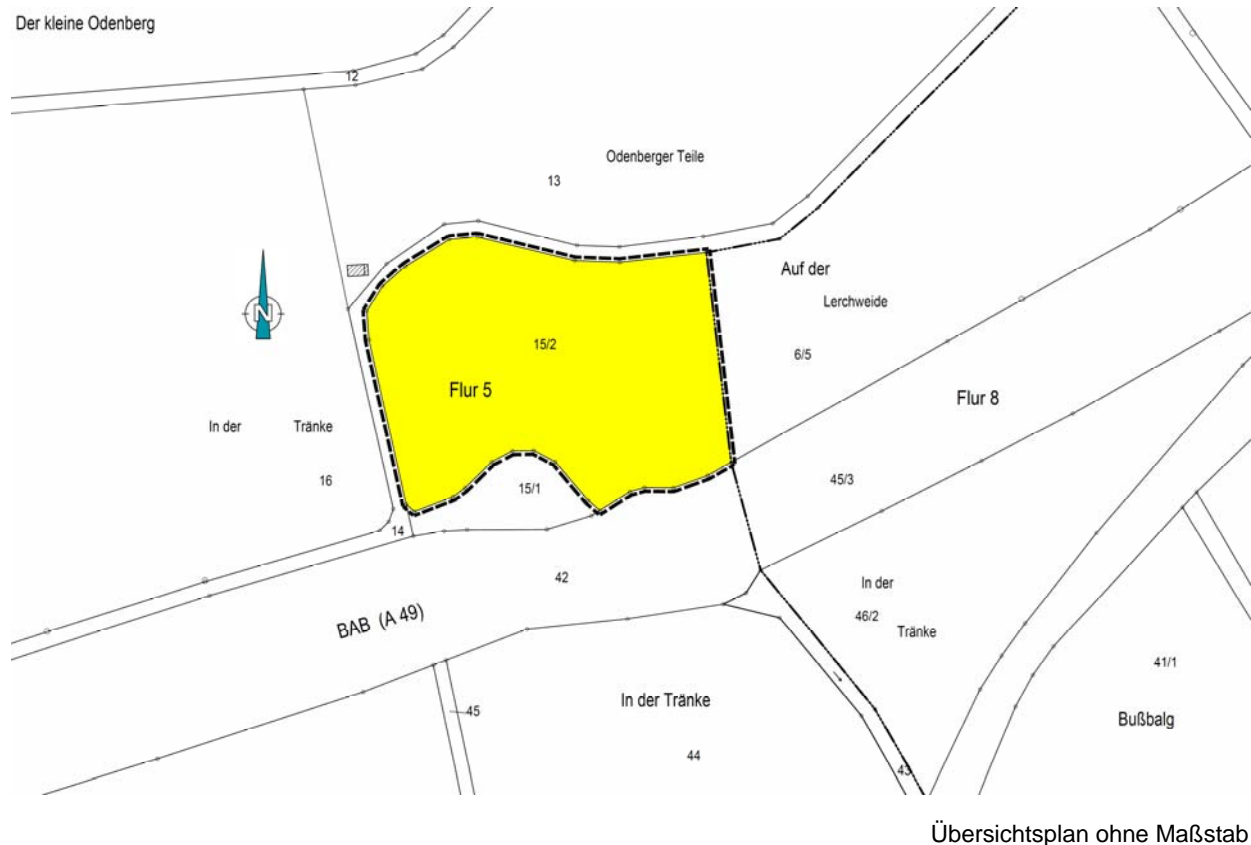 Der kleine Odenberg
12
Odenberger Teile
13
Auf der
Lerchweide
N
15/2
6/5
Flur 5
Flur 8
In der Tränke
16
15/1
45/3
14
42
In der
BAB (A 49)
46/2
Tränke
41/1
In der Tränke
45
Bußbalg
44
43
Übersichtsplan ohne Maßstab